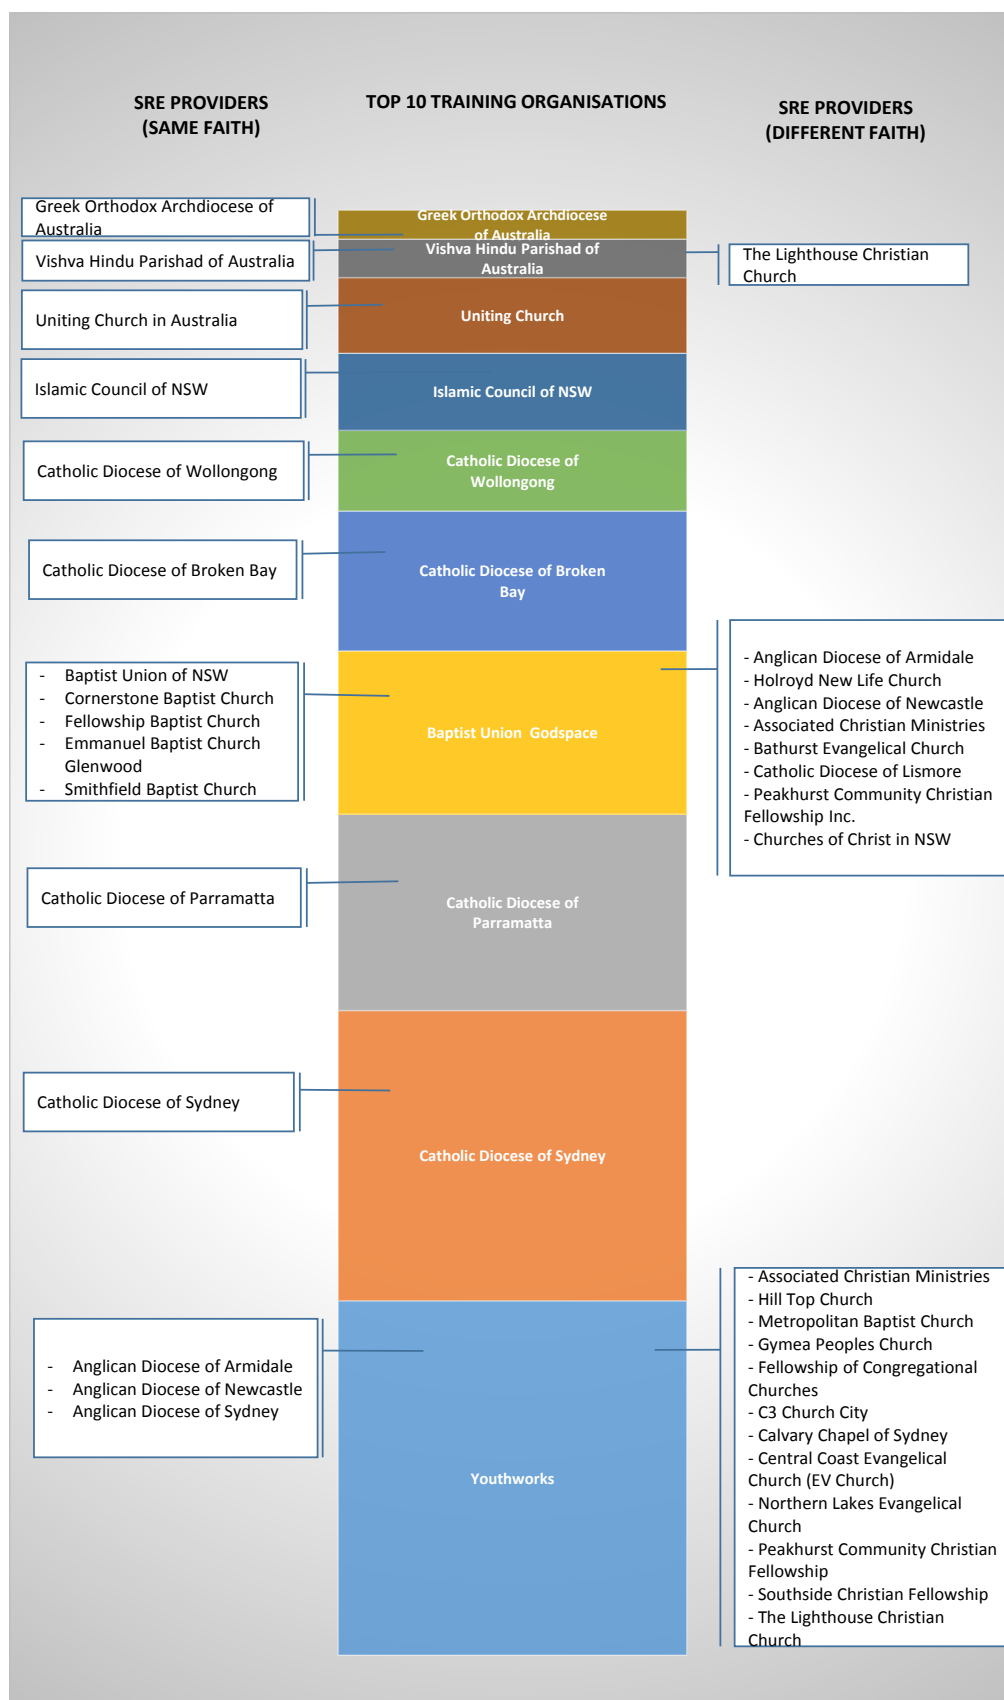 SRE PROVIDERS
(SAME FAITH)
TOP 10 TRAINING ORGANISATIONS
SRE PROVIDERS
(DIFFERENT FAITH)
Greek Orthodox Archdiocese of
Australia
Greek Orthodox Archdiocese
of Australia
Vishva Hindu Parishad of Australia
Vishva Hindu Parishad of
Australia
The Lighthouse Christian
Church
Uniting Church in Australia
Uniting Church
Islamic Council of NSW
Islamic Council of NSW
Catholic Diocese of Wollongong
Catholic Diocese of
Wollongong
Catholic Diocese of Broken Bay
Catholic Diocese of Broken
Bay
- Baptist Union of NSW
- Cornerstone Baptist Church
- Fellowship Baptist Church
- Emmanuel Baptist Church
Glenwood
- Smithfield Baptist Church
Baptist Union Godspace
- Anglican Diocese of Armidale
- Holroyd New Life Church
- Anglican Diocese of Newcastle
- Associated Christian Ministries
- Bathurst Evangelical Church
- Catholic Diocese of Lismore
- Peakhurst Community Christian
Fellowship Inc.
- Churches of Christ in NSW
Catholic Diocese of Parramatta
Catholic Diocese of
Parramatta
Catholic Diocese of Sydney
Catholic Diocese of Sydney
- Anglican Diocese of Armidale
- Anglican Diocese of Newcastle
- Anglican Diocese of Sydney
Youthworks
- Associated Christian Ministries
- Hill Top Church
- Metropolitan Baptist Church
- Gymea Peoples Church
- Fellowship of Congregational
Churches
- C3 Church City
- Calvary Chapel of Sydney
- Central Coast Evangelical
Church (EV Church)
- Northern Lakes Evangelical
Church
- Peakhurst Community Christian
Fellowship
- Southside Christian Fellowship
- The Lighthouse Christian
Church